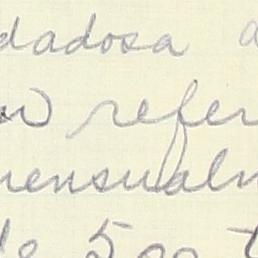 dadosa a
w refer
mensualm
de 500 t